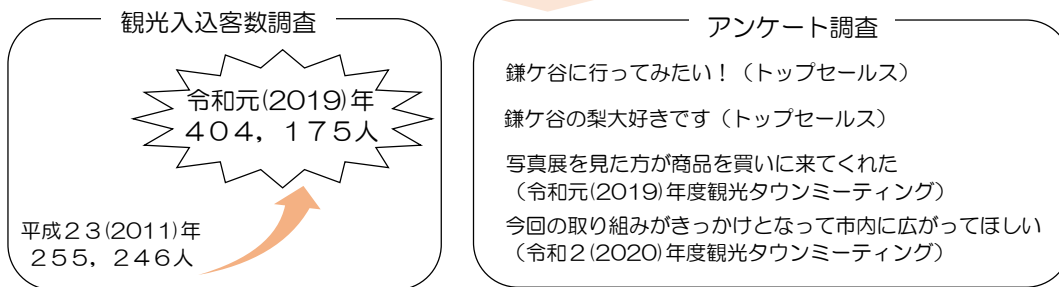 観光入込客数調査
令和元(2019)年
404，175人
平成23(2011)年
255，246人
アンケート調査
鎌ケ谷に行ってみたい！（トップセールス）
鎌ケ谷の梨大好きです（トップセールス）
写真展を見た方が商品を買いに来てくれた
（令和元(2019)年度観光タウンミーティング）
今回の取り組みがきっかけとなって市内に広がってほしい
（令和２(2020)年度観光タウンミーティング）